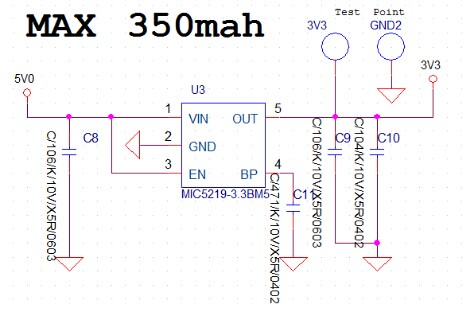 MAX 350mah
Test Point
3V3 GND2
5V0
3V3
U3
1 VIN OUT 5
2 GND
3 EN BP 4
MIC5219-3.3BM5
C8
C/106/K/10V/X5R/0603
C11
C/471/K/10V/X5R/0402
C9
C/106/K/10V/X5R/0603
C10
C/104/K/10V/X5R/0402